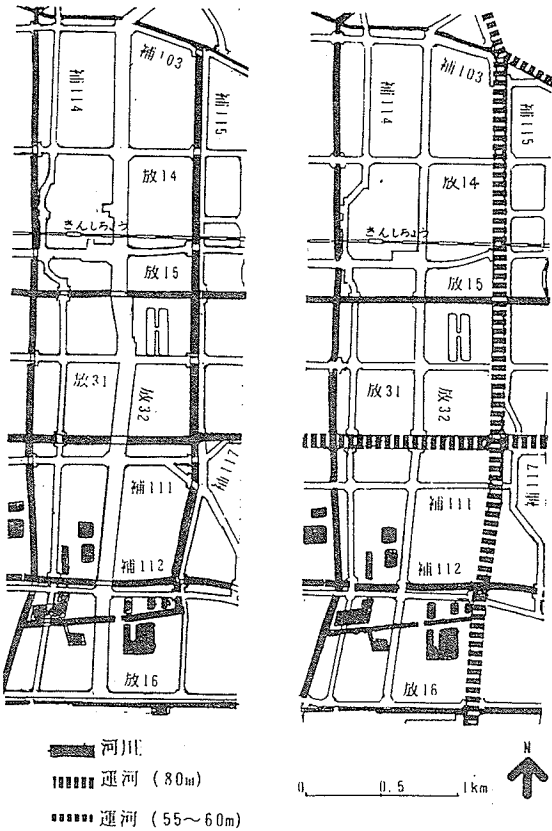 補103
補114
補115
放14
きんしちょう
放15
放31
放32
補117
補111
補112
放16
補103
補114
補115
放14
きんしちょう
放15
放31
放32
補117
補111
補112
放16
河川
運河 (80m)
運河 (55～60m)
0 0.5 1km
N